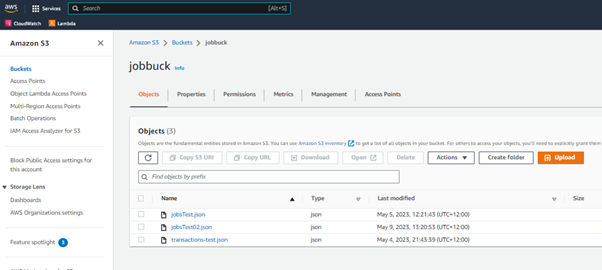 aws
Services
Search
[Alt+S]
CloudWatch
Lambda
Amazon S3
Buckets
Access Points
Object Lambda Access Points
Multi-Region Access Points
Batch Operations
IAM Access Analyzer for S3
Block Public Access settings for
this account
Storage Lens
Dashboards
AWS Organizations settings
Feature spotlight 3
Amazon S3 > Buckets > jobbuck
jobbuck Info
Objects
Properties
Permissions
Metrics
Management
Access Points
Objects (3)
Objects are the fundamental entities stored in Amazon S3. You can use Amazon S3 inventory to get a list of all objects in your bucket. For others to access your objects, you'll need to explicitly grant them
Copy S3 URI
Copy URL
Download
Open
Delete
Actions
Create folder
Upload
Find objects by prefix
Name Type Last modified Size
jobsTest.json json May 5, 2023, 12:21:43 (UTC+12:00)
jobsTest02.json json May 9, 2023, 13:20:53 (UTC+12:00)
transactions-test.json json May 4, 2023, 21:43:39 (UTC+12:00)